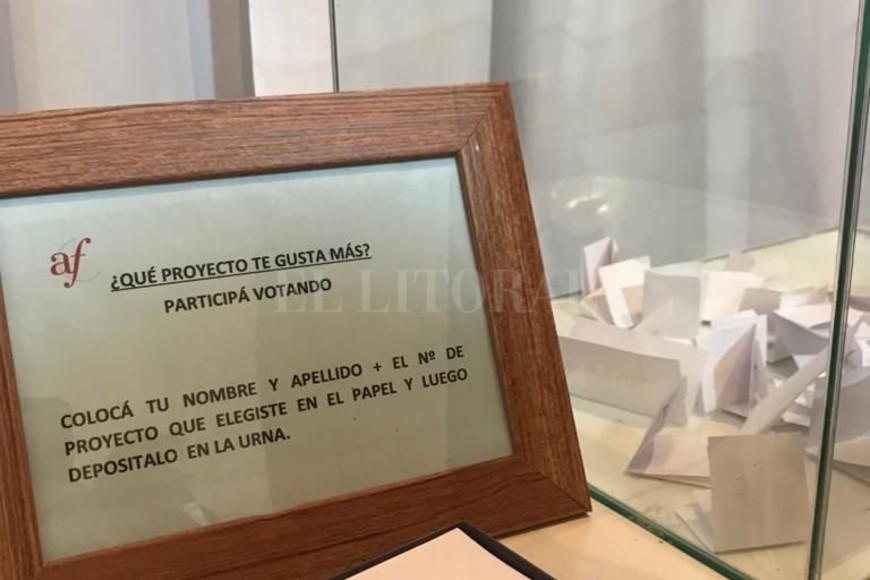 af
¿QUÉ PROYECTO TE GUSTA MÁS?
PARTICIPÁ VOTANDO
EL LITORAL
COLOCÁ TU NOMBRE Y APELLIDO + EL Nº DE
PROYECTO QUE ELEGISTE EN EL PAPEL Y LUEGO
DEPOSITALO EN LA URNA.